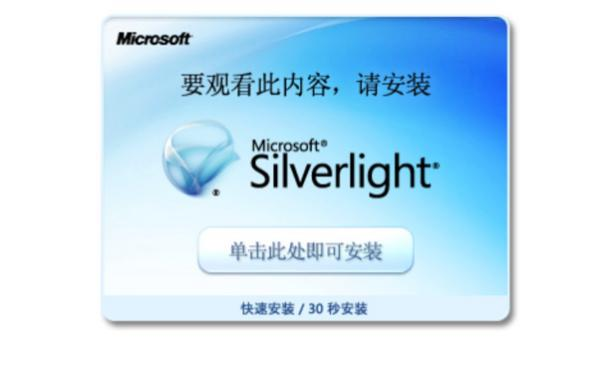 Microsoft
要观看此内容，请安装
Microsoft®
Silverlight®
®
单击此处即可安装
快速安装 / 30 秒安装